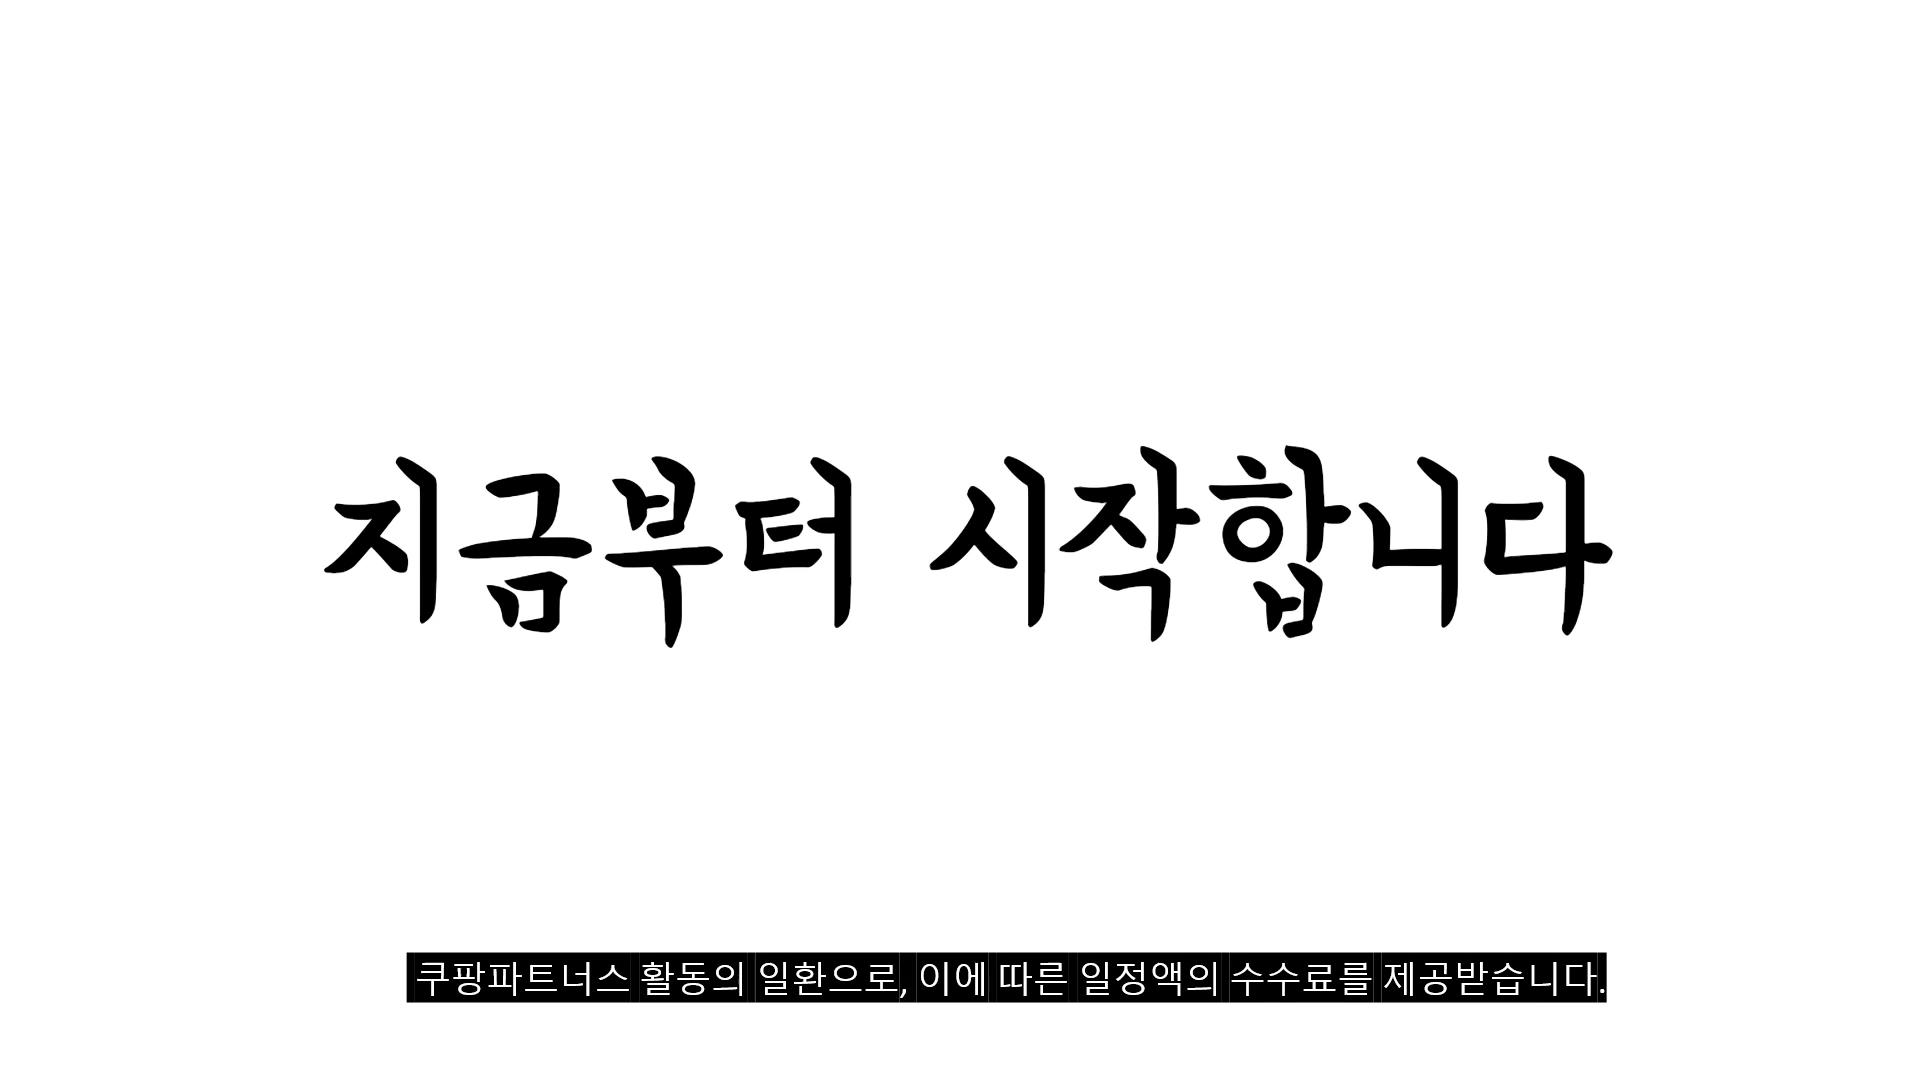 지금부터 시작합니다
쿠팡파트너스 활동의 일환으로, 이에 따른 일정액의 수수료를 제공받습니다.